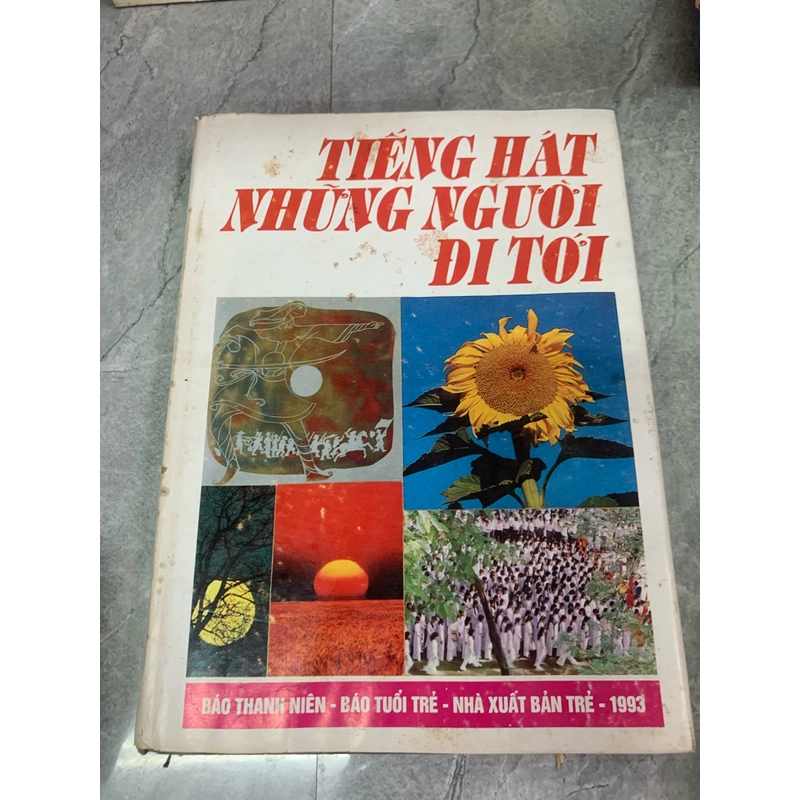 TIẾNG HÁT
NHỮNG NGƯỜI
ĐI TỚI
BÁO THANH NIÊN - BÁO TUỔI TRẺ - NHÀ XUẤT BẢN TRẺ - 1993